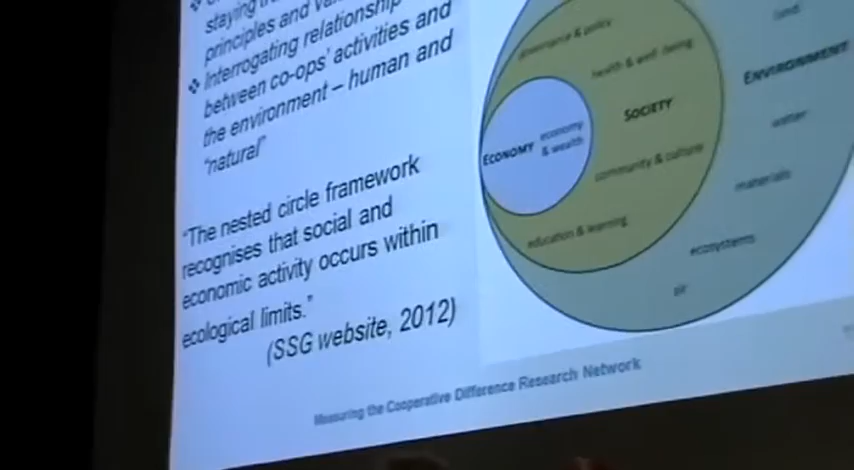 staying
principles and
Interrogating relationship
between co-ops' activities and
the environment – human and
"natural"
"The nested circle framework
recognises that social and
economic activity occurs within
ecological limits."
(SSG website, 2012)
governance & policy
health & well-being
SOCIETY
community & culture
education & learning
ECONOMY
economy
& wealth
land
ENVIRONMENT
water
materials
ecosystems
air
Measuring the Cooperative Difference Research Network